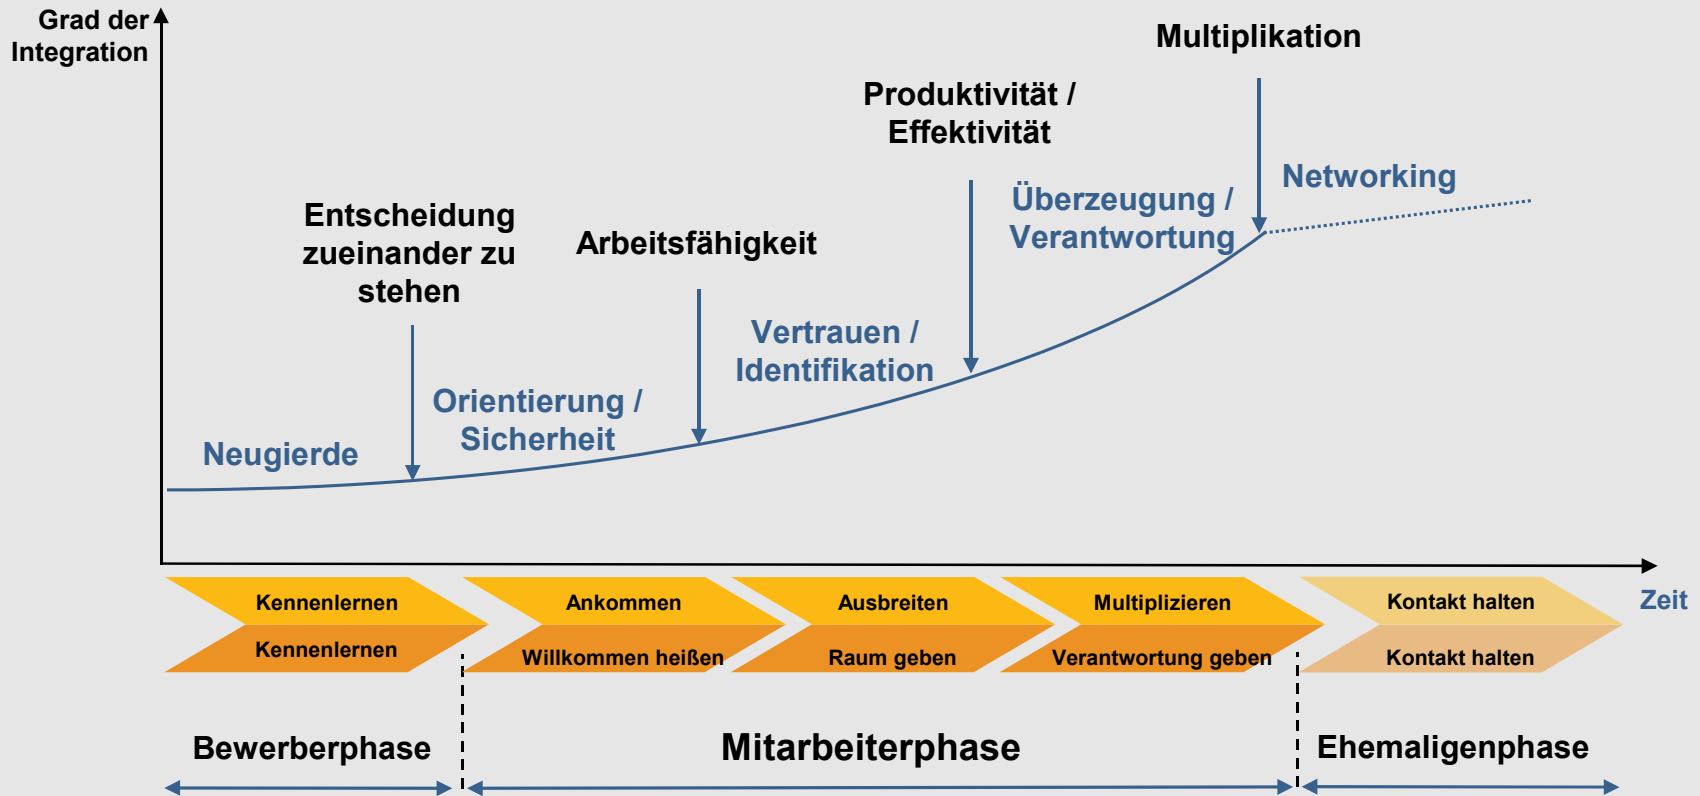 Grad der
Integration
Multiplikation
Produktivität /
Effektivität
Networking
Überzeugung /
Verantwortung
Entscheidung
zueinander zu
stehen
Arbeitsfähigkeit
Vertrauen /
Identifikation
Orientierung /
Sicherheit
Neugierde
Zeit
Kennenlernen
Ankommen
Ausbreiten
Multiplizieren
Kontakt halten
Kennenlernen
Willkommen heißen
Raum geben
Verantwortung geben
Kontakt halten
Bewerberphase
Mitarbeiterphase
Ehemaligenphase